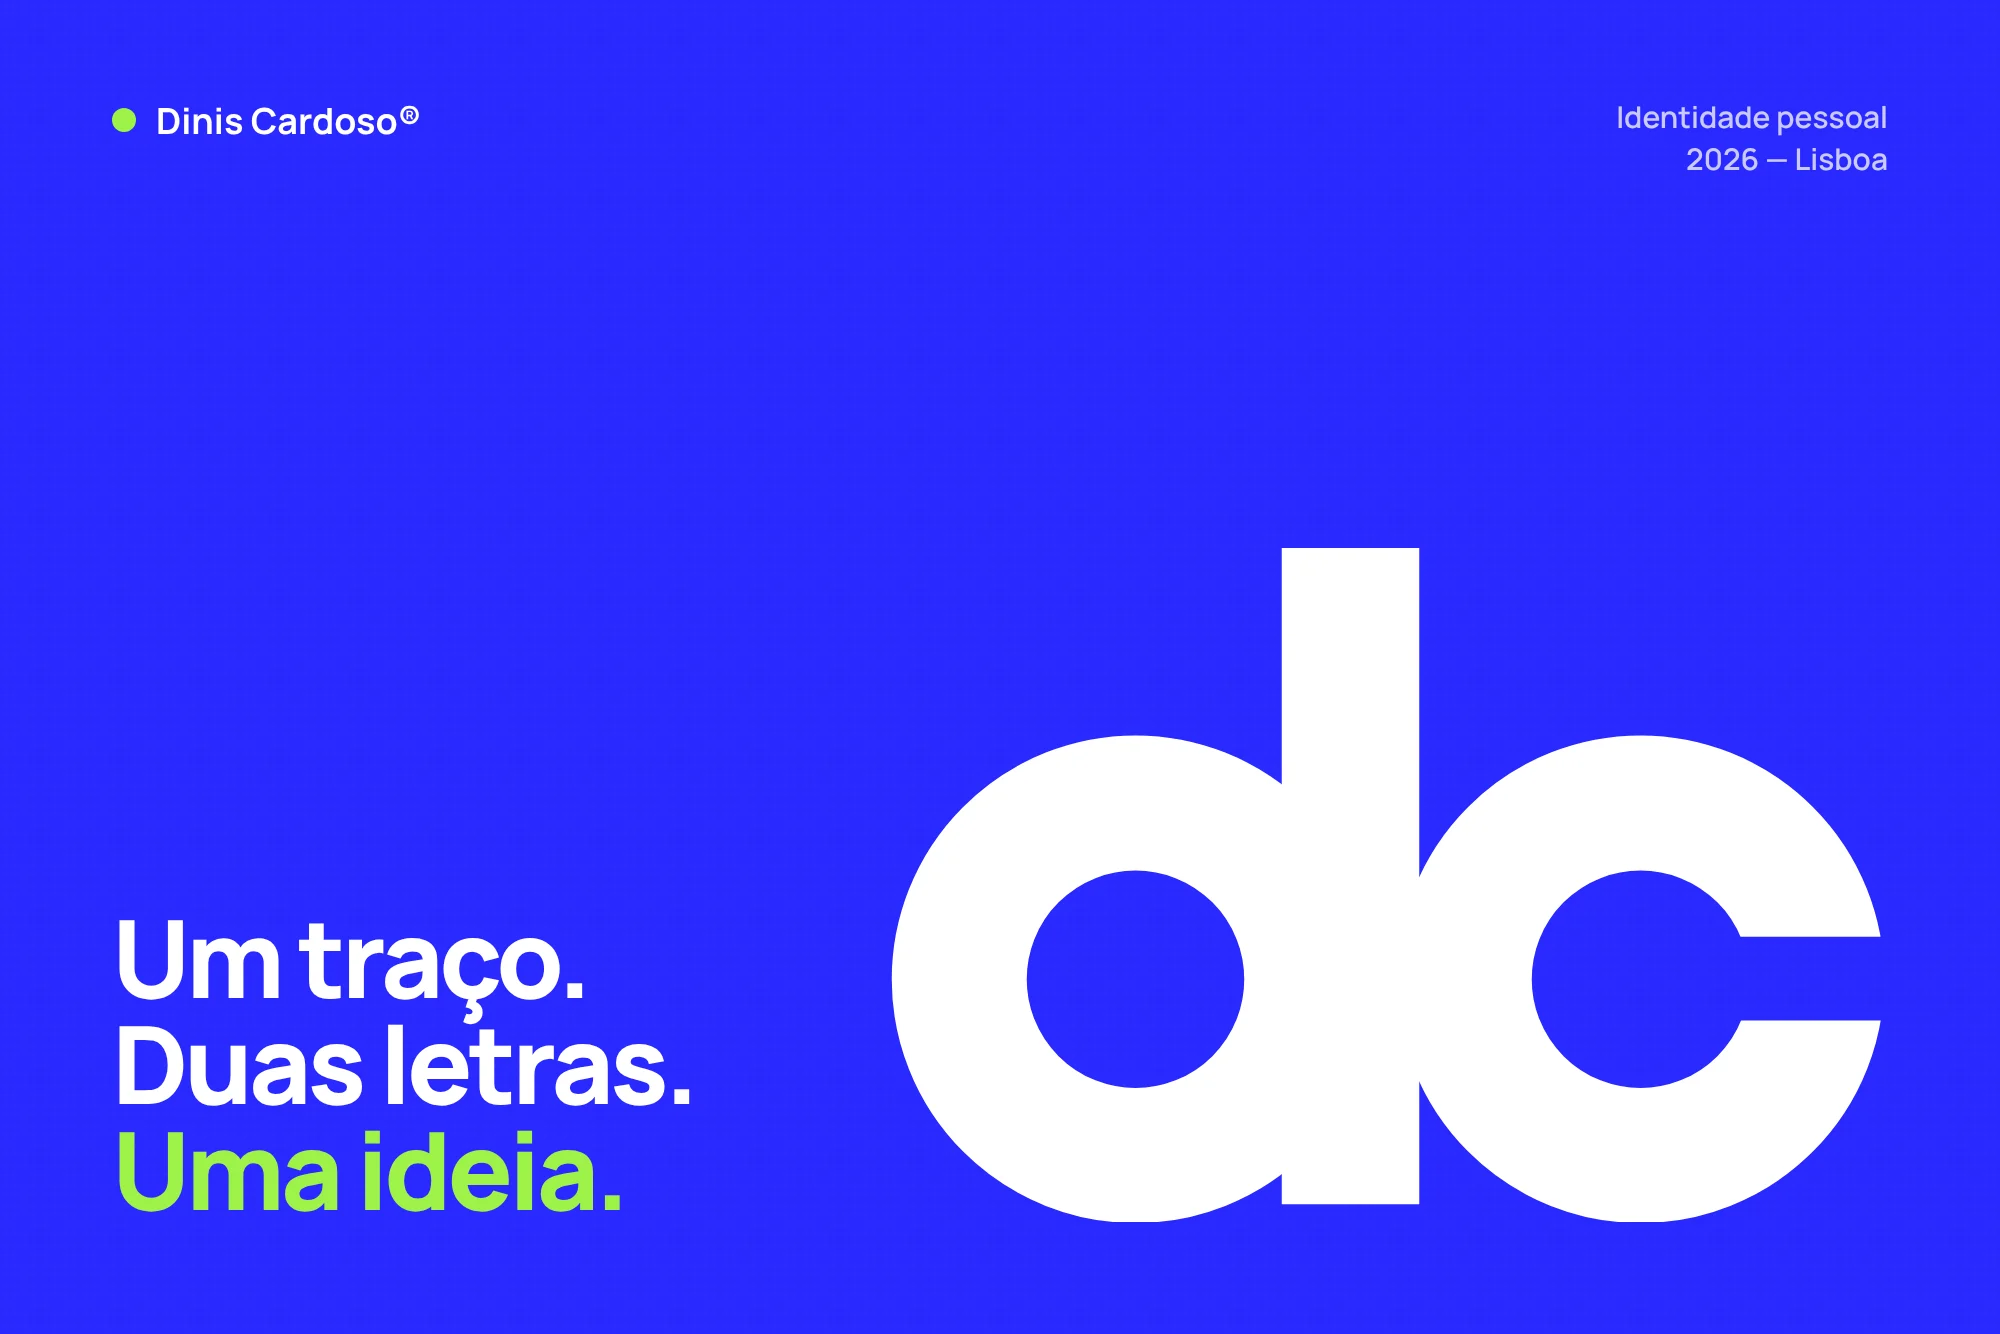 Dinis Cardoso®
Identidade pessoal
2026 — Lisboa
Um traço.
Duas letras.
Uma ideia.
dc